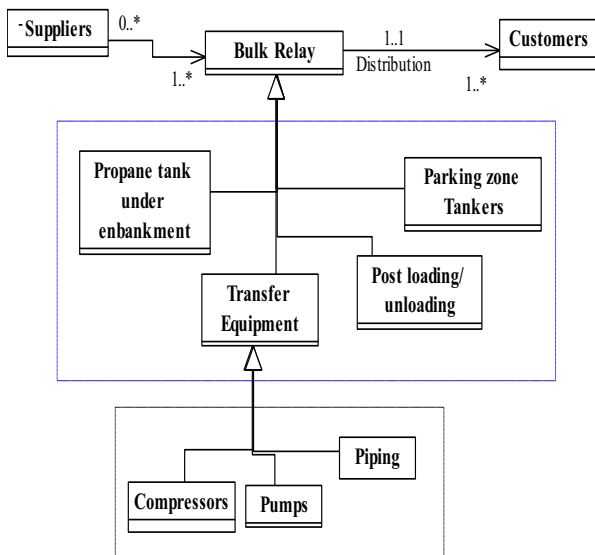 -Suppliers
0..*
1..*
Bulk Relay
1..1
Distribution
1..*
Customers
Propane tank
under
enbankment
Parking zone
Tankers
Transfer
Equipment
Post loading/
unloading
Compressors
Pumps
Piping